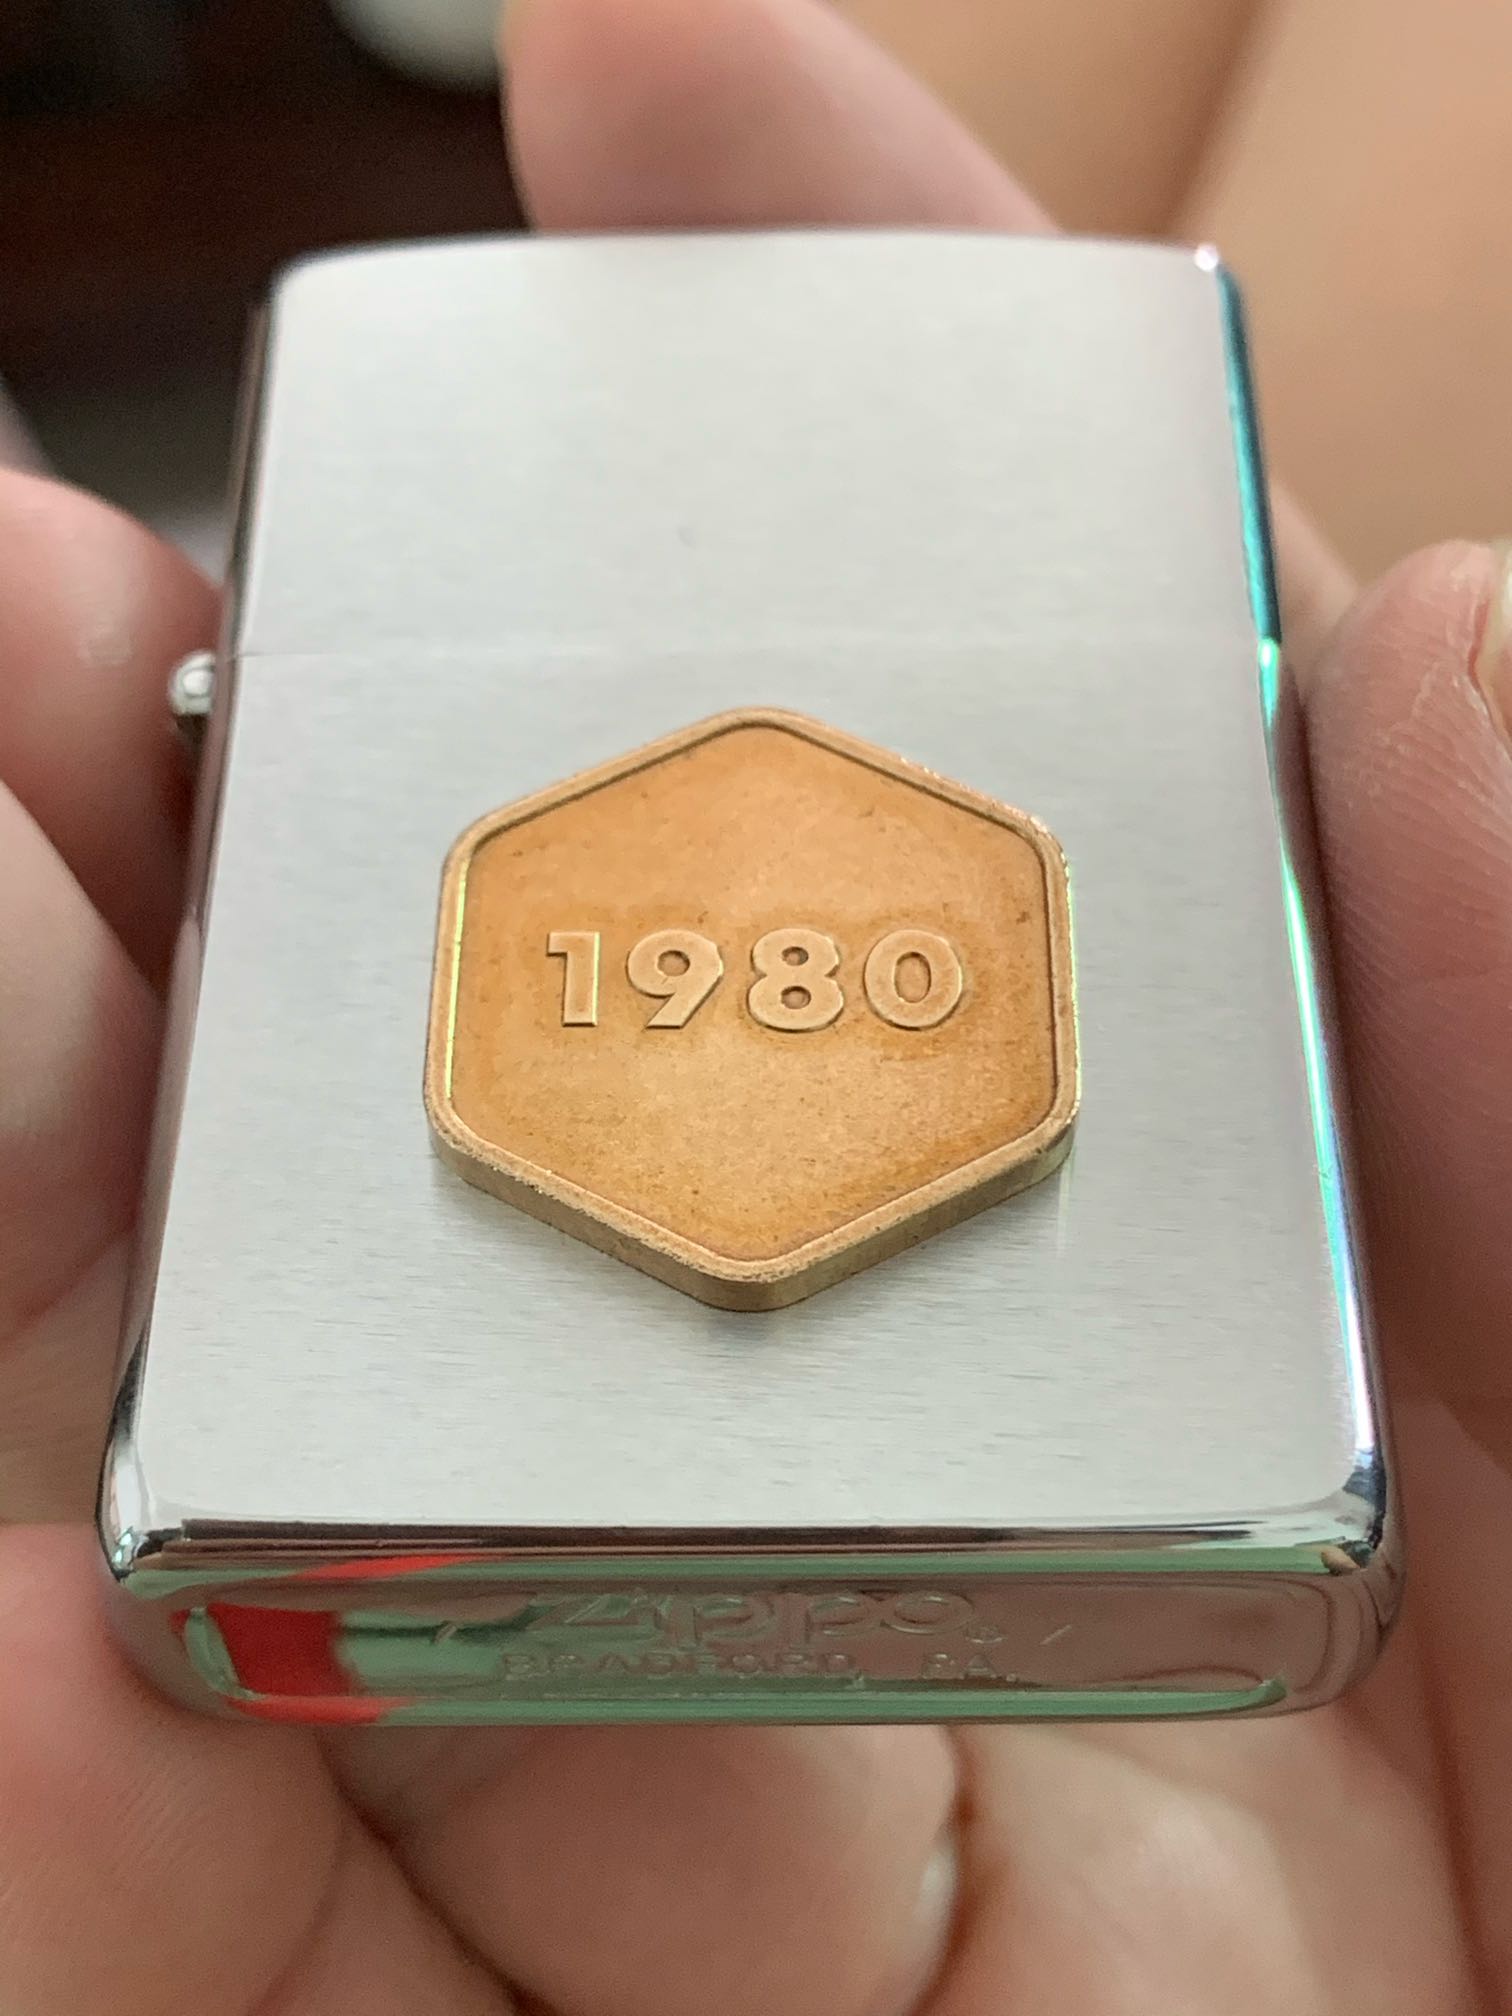 1980
/ Zippo® /
BRADFORD, PA.